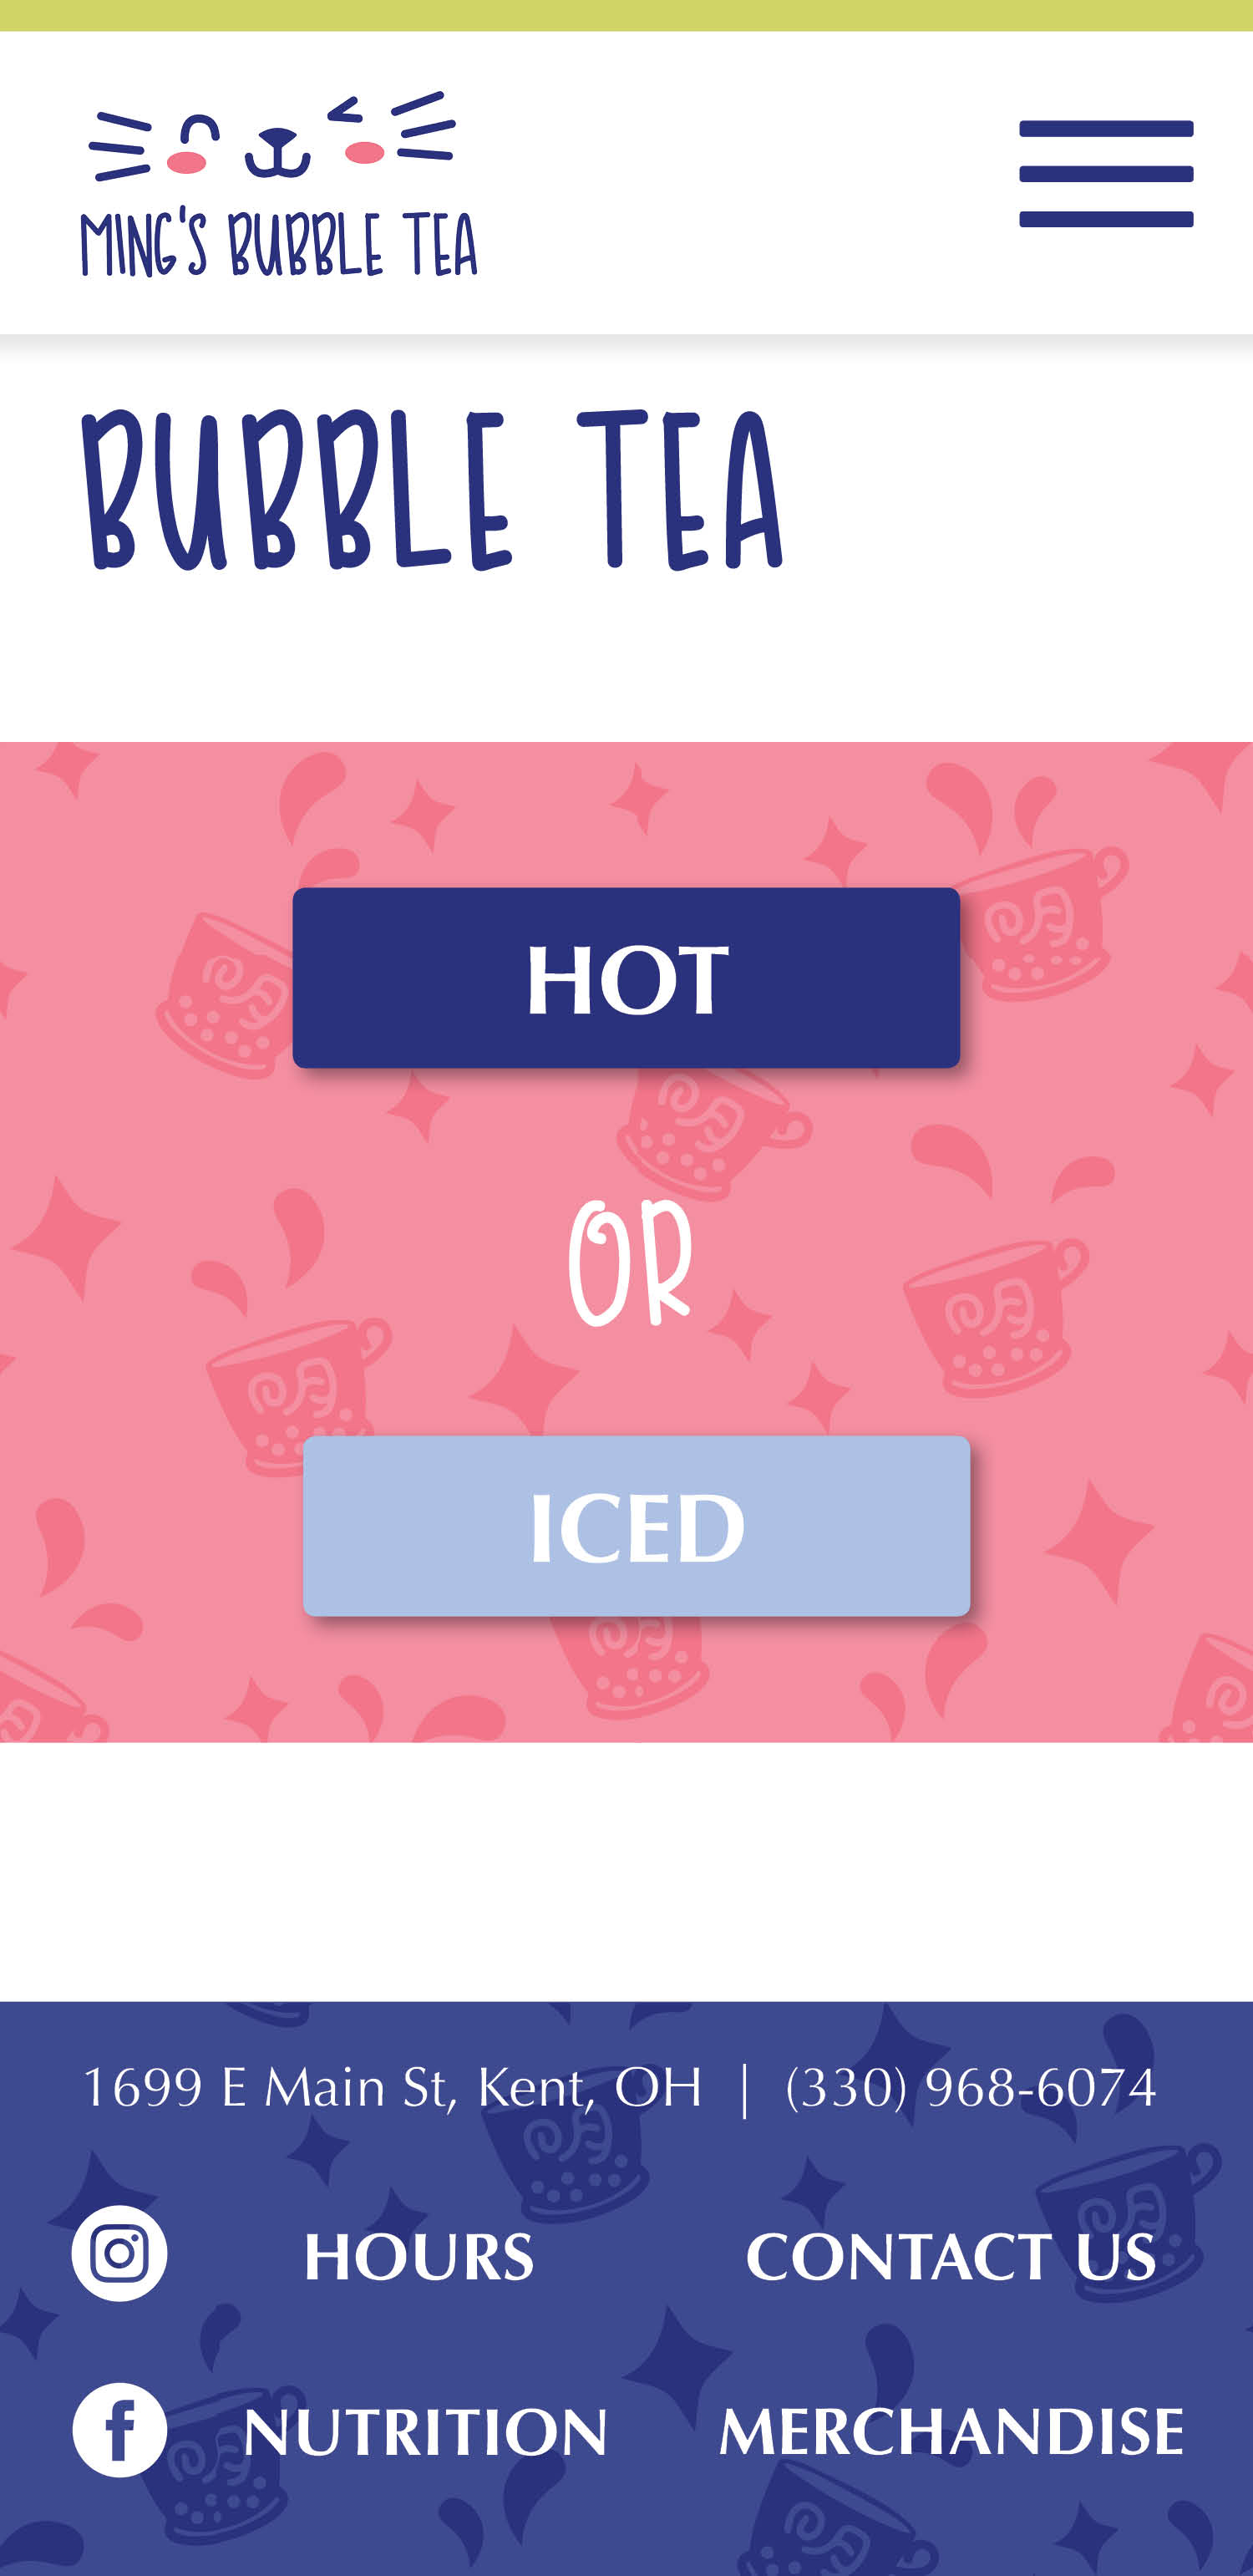 MING'S BUBBLE TEA
BUBBLE TEA
HOT
OR
ICED
1699 E Main St, Kent, OH | (330) 968-6074
HOURS
CONTACT US
NUTRITION
MERCHANDISE